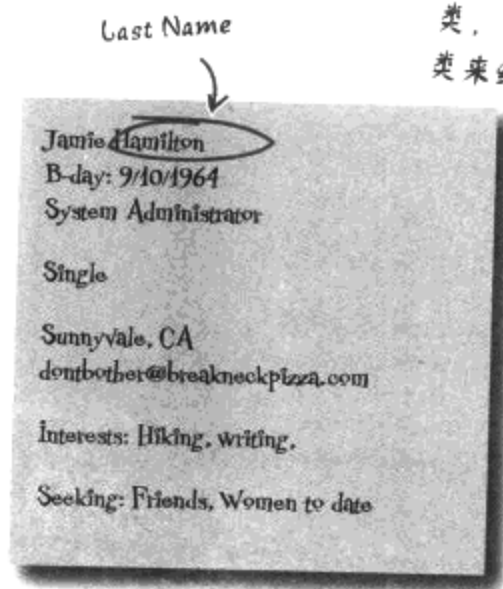 Last Name
类，
类来
Jamie Hamilton
B-day: 9/10/1964
System Administrator
Single
Sunnyvale, CA
dontbother@breakneckpizza.com
Interests: Hiking, writing,
Seeking: Friends, Women to date